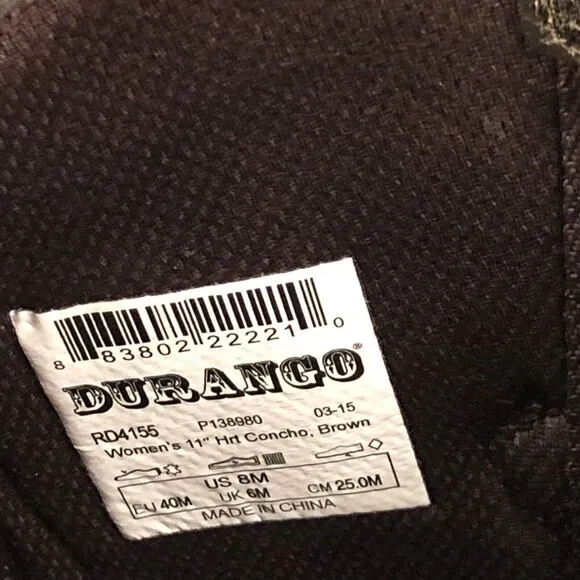 8 83802 22221 0
DURANGO®
RD4155 P138980 03-15
Women's 11" Hrt Concho, Brown
US 8M
EU 40M UK 6M CM 25.0M
MADE IN CHINA